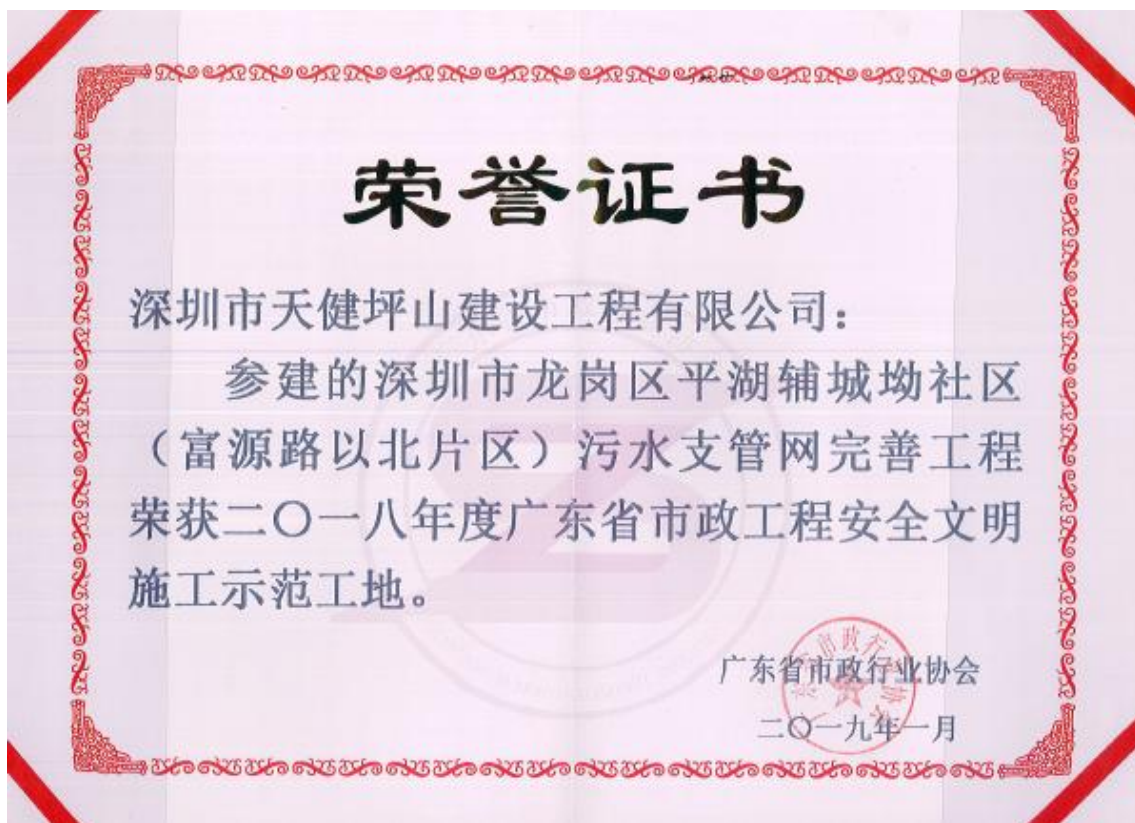 荣誉证书
深圳市天健坪山建设工程有限公司：
参建的深圳市龙岗区平湖辅城坳社区
（富源路以北片区）污水支管网完善工程
荣获二〇一八年度广东省市政工程安全文明
施工示范工地。
广东省市政行业协会
二〇一九年一月